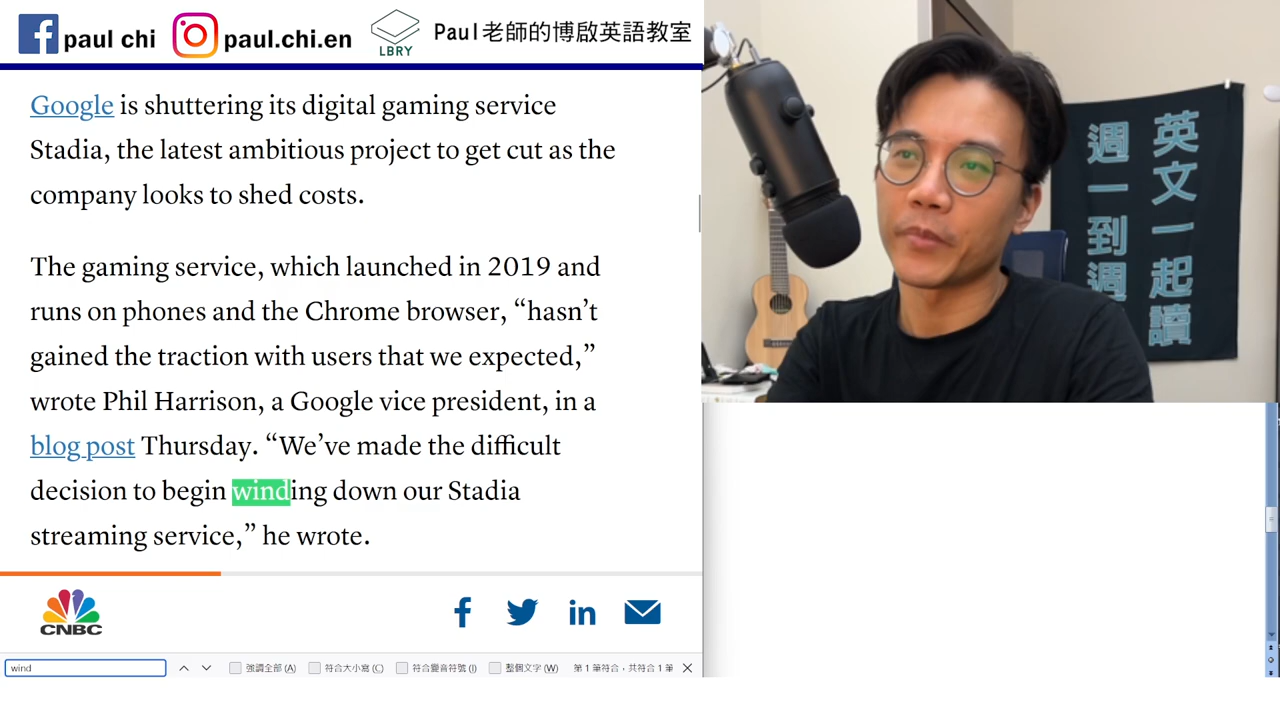 paul chi
paul.chi.en
LBRY
Paul老師的博啟英語教室
Google is shuttering its digital gaming service
Stadia, the latest ambitious project to get cut as the
company looks to shed costs.
The gaming service, which launched in 2019 and
runs on phones and the Chrome browser, “hasn’t
gained the traction with users that we expected,”
wrote Phil Harrison, a Google vice president, in a
blog post Thursday. “We’ve made the difficult
decision to begin winding down our Stadia
streaming service,” he wrote.
CNBC
wind
強調全部 (A)
符合大小寫 (C)
符合變音符號 (I)
整個文字 (W)
第 1 筆符合，共符合 1 筆
英文一起讀
週一到週